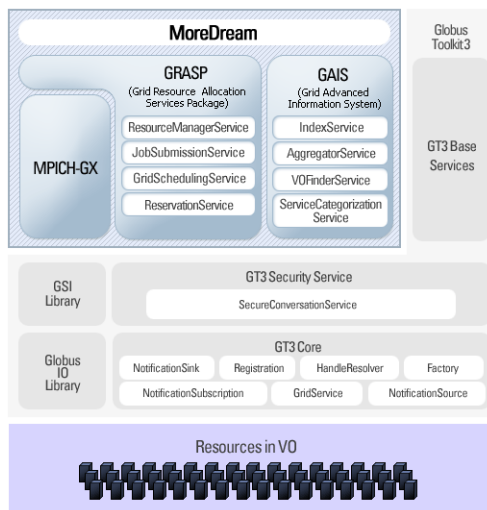 MoreDream
Globus
Toolkit3
GRASP
(Grid Resource Allocation
Services Package)
ResourceManagerService
JobSubmissionService
GridSchedulingService
ReservationService
GAIS
(Grid Advanced
Information System)
IndexService
AggregatorService
VOFinderService
ServiceCategorization
Service
MPICH-GX
GT3 Base
Services
GSI
Library
GT3 Security Service
SecureConversationService
Globus
IO
Library
GT3 Core
NotificationSink
Registration
HandleResolver
Factory
NotificationSubscription
GridService
NotificationSource
Resources in VO